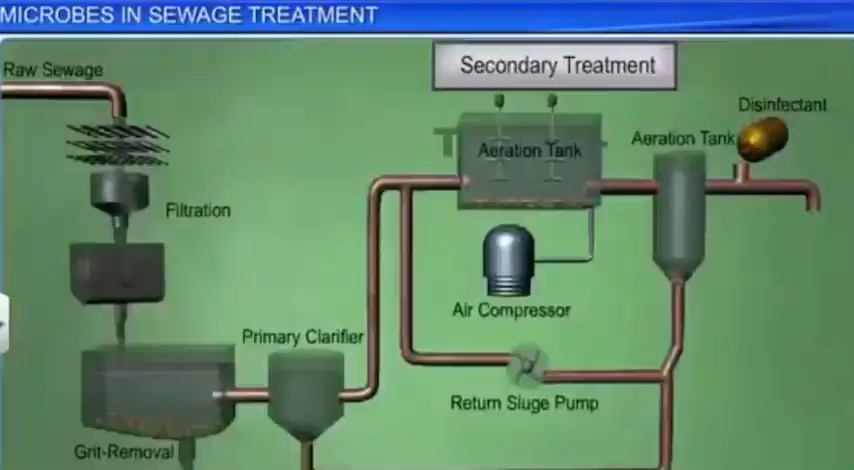 MICROBES IN SEWAGE TREATMENT
Raw Sewage
Secondary Treatment
Disinfectant
Aeration Tank
Aeration Tank
Filtration
Air Compressor
Primary Clarifier
Return Sluge Pump
Grit-Removal